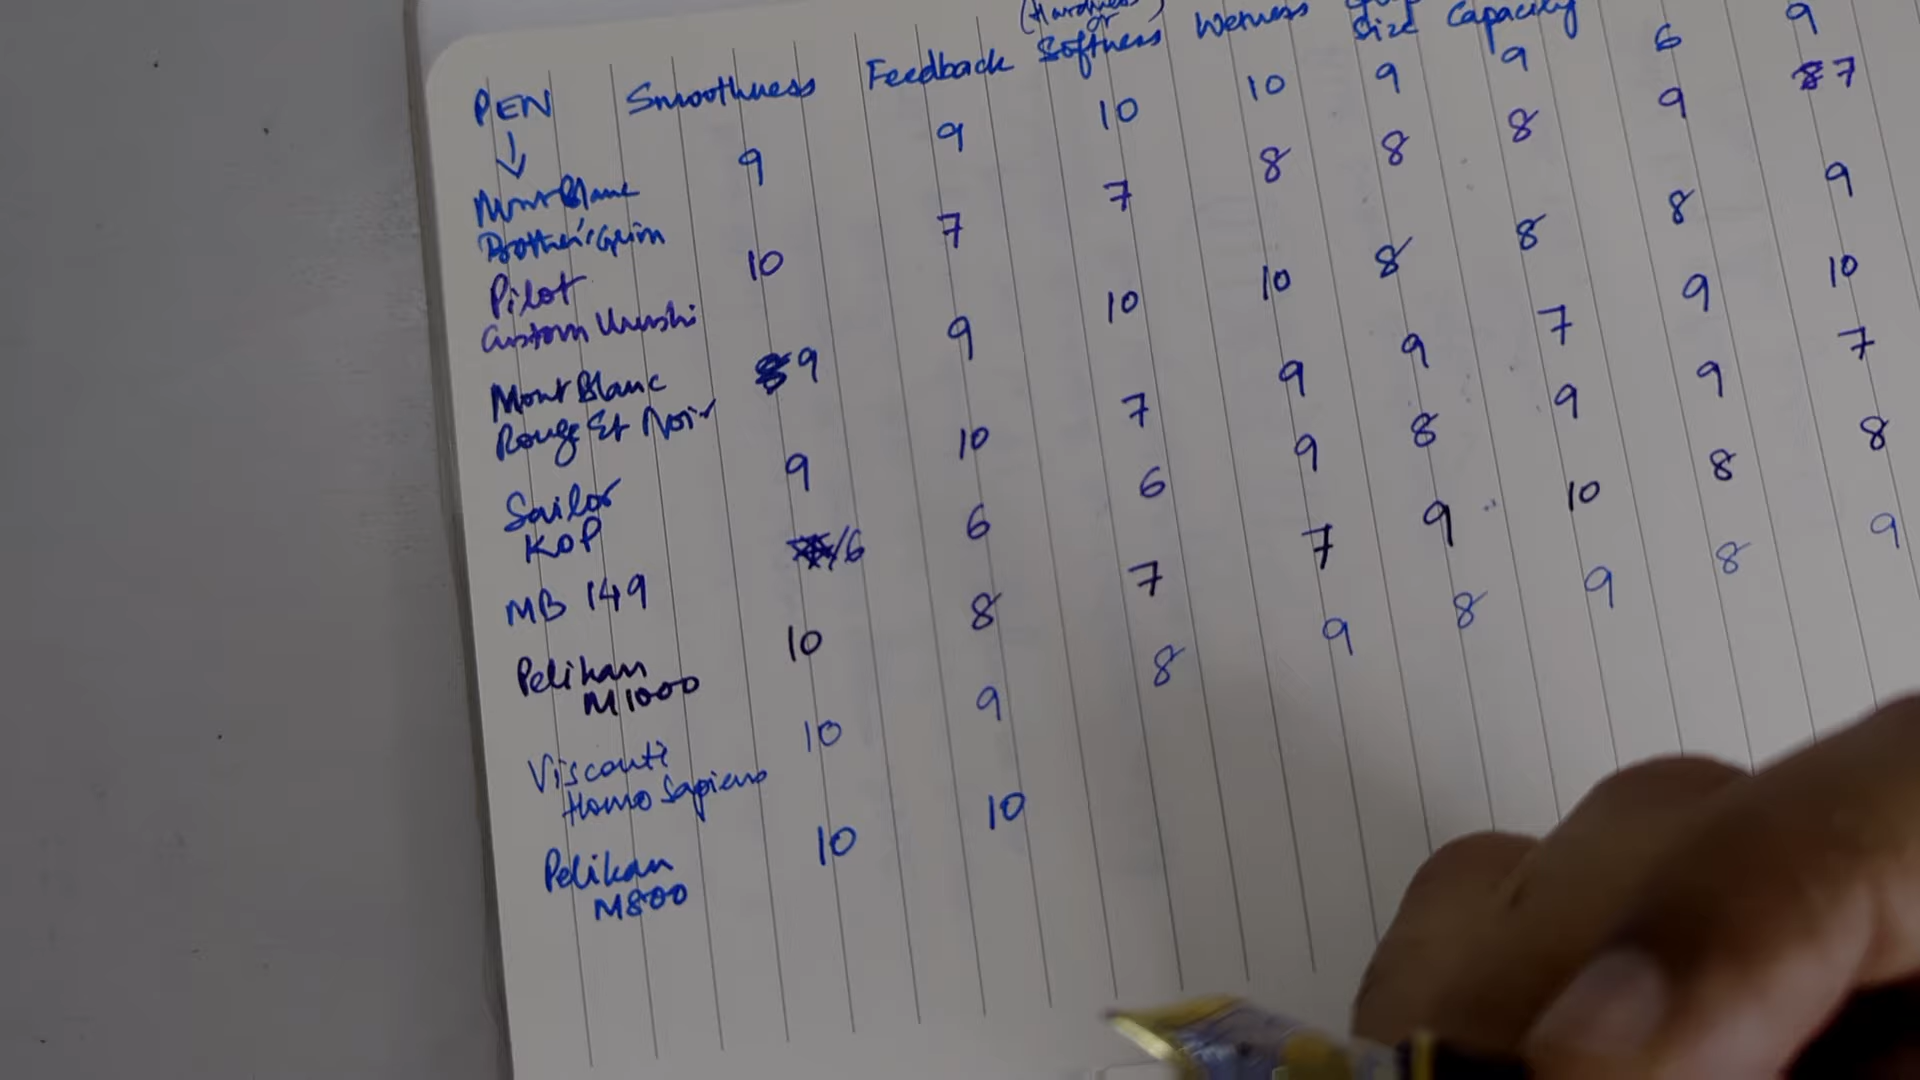 (Hardness
or
PEN Smoothness Feedback Softness Wetness Size Capacity
↓
Mont Blanc 9 9 10 10 9 9 6 9
Brother's Grim
Pilot 10 7 7 8 8 8 9 87
Custom Urushi
Mont Blanc 9 9 10 10 8 8 8 9
Rouge Et Noir
Sailor 9 10 7 9 9 7 9 10
KOP
MB 149 /6 6 6 9 8 9 9 7
Pelikan 10 8 7 7 9 10 8 8
M1000
Visconti 10 9 8 9 8 9 8 9
Homo Sapiens
Pelikan 10 10
M800